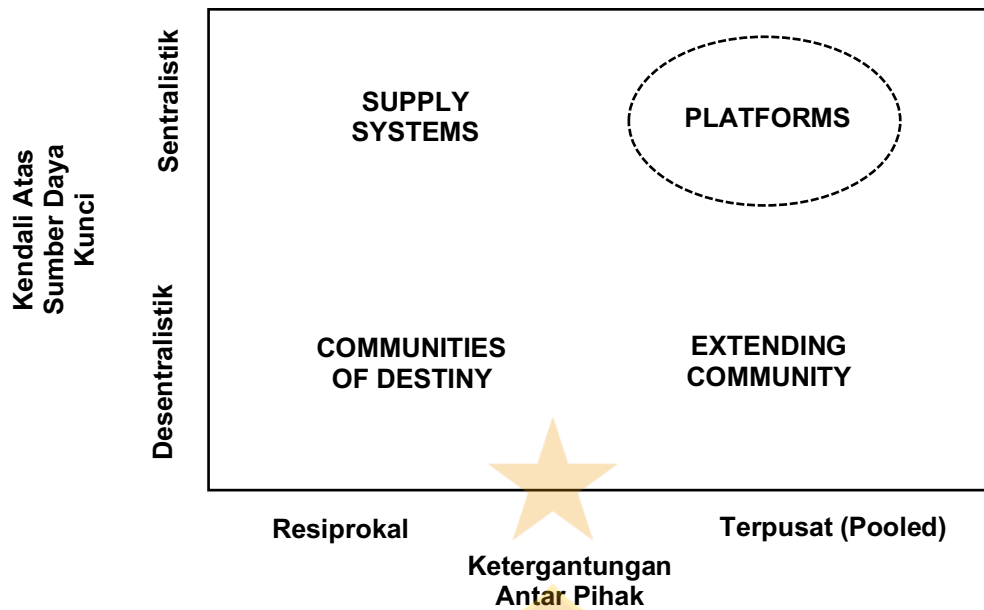 Kendali Atas
Sumber Daya
Kunci
Sentralistik
Desentralistik
SUPPLY
SYSTEMS
PLATFORMS
COMMUNITIES
OF DESTINY
EXTENDING
COMMUNITY
Resiprokal
Terpusat (Pooled)
Ketergantungan
Antar Pihak